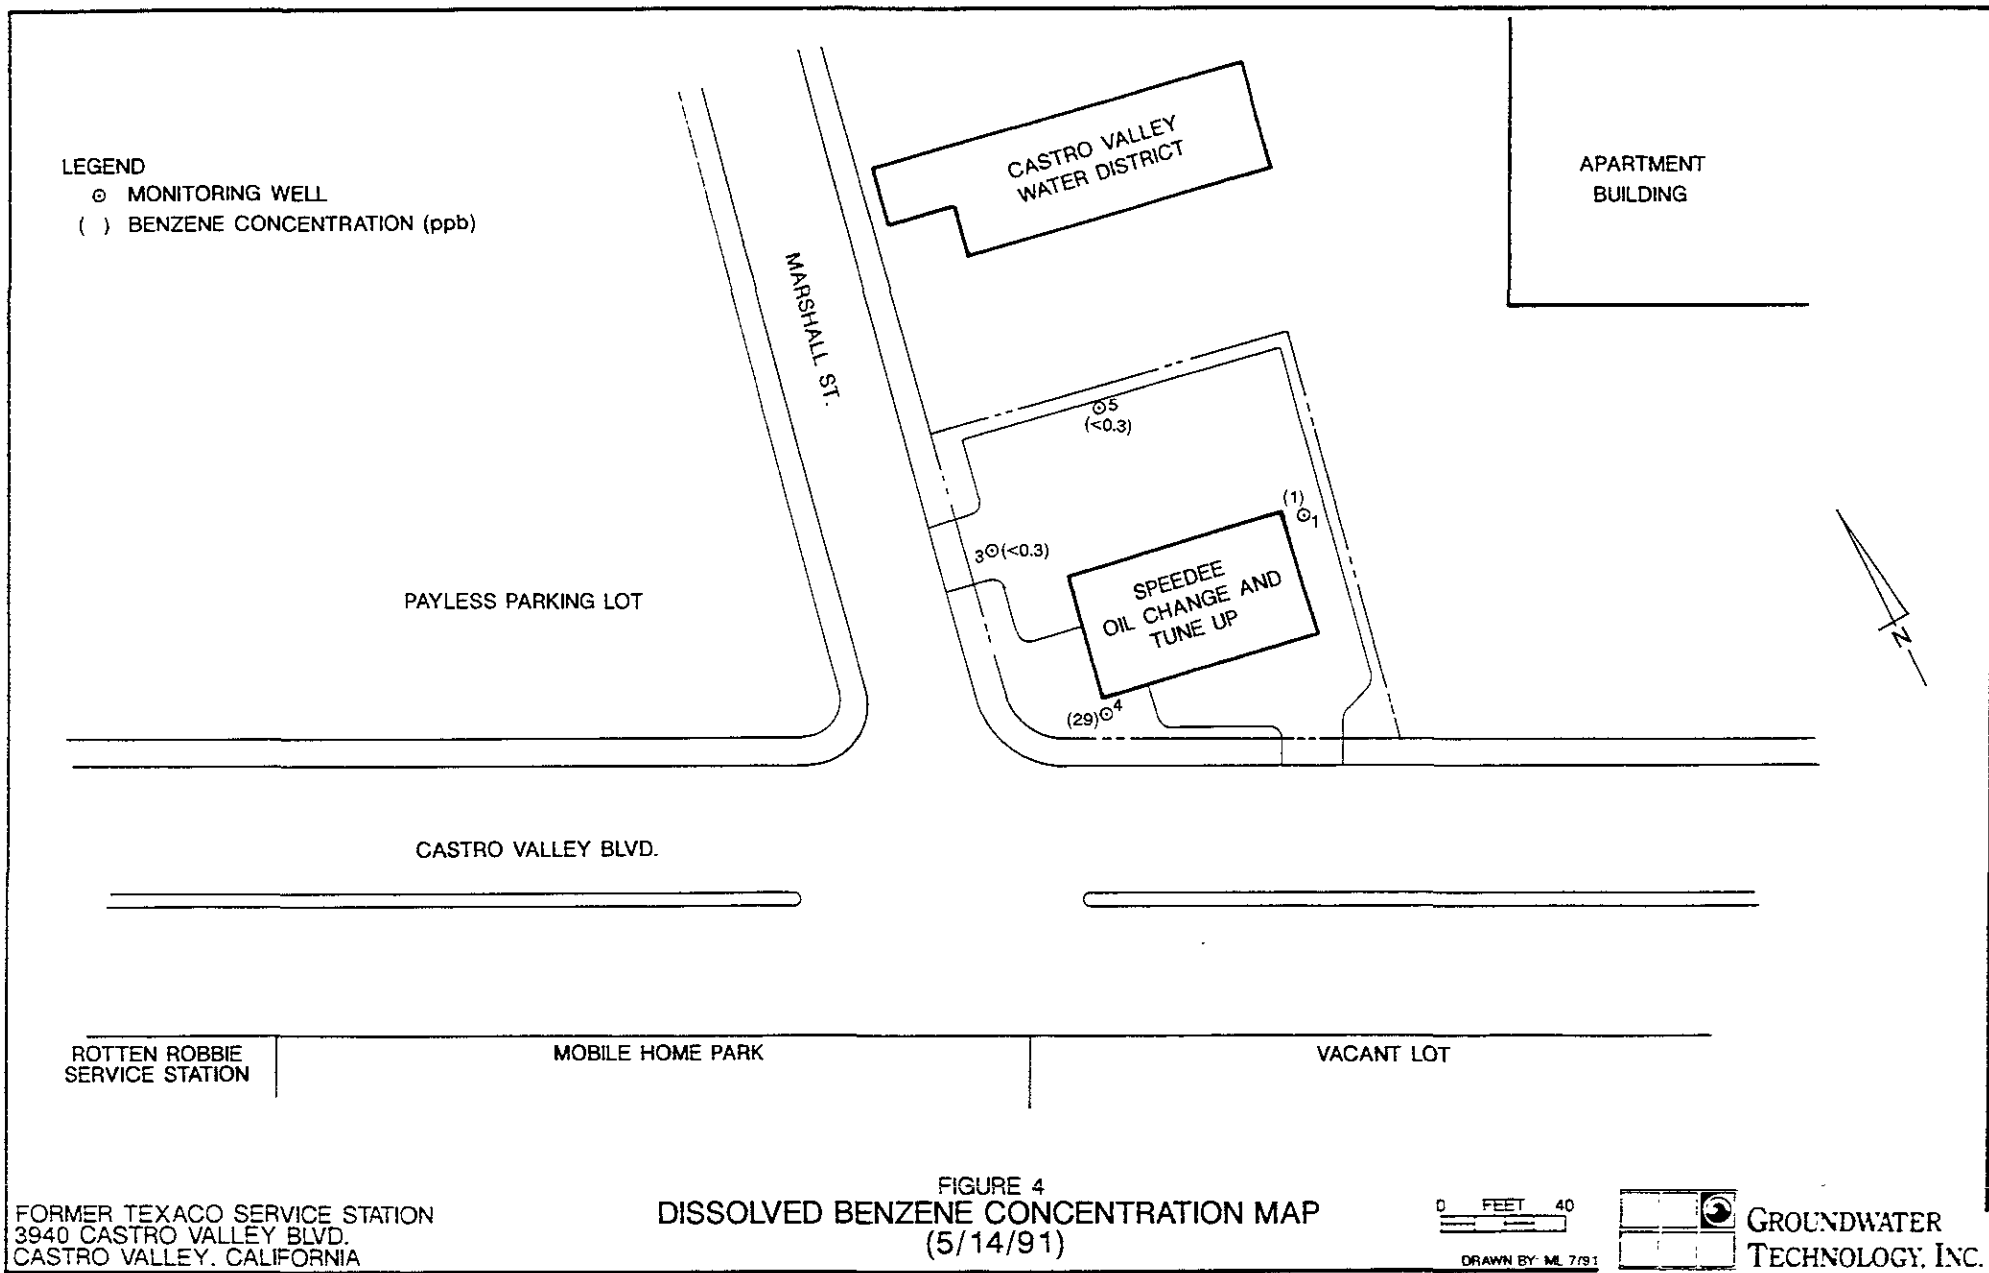 LEGEND
⊙ MONITORING WELL
( ) BENZENE CONCENTRATION (ppb)
CASTRO VALLEY
WATER DISTRICT
APARTMENT
BUILDING
MARSHALL ST.
5
(<0.3)
(1)
1
3 (<0.3)
SPEEDEE
OIL CHANGE AND
TUNE UP
PAYLESS PARKING LOT
N
(29) 4
CASTRO VALLEY BLVD.
ROTTEN ROBBIE
SERVICE STATION
MOBILE HOME PARK
VACANT LOT
FORMER TEXACO SERVICE STATION
3940 CASTRO VALLEY BLVD.
CASTRO VALLEY, CALIFORNIA
FIGURE 4
DISSOLVED BENZENE CONCENTRATION MAP
(5/14/91)
0 FEET 40
DRAWN BY: ML 7/91
GROUNDWATER
TECHNOLOGY, INC.